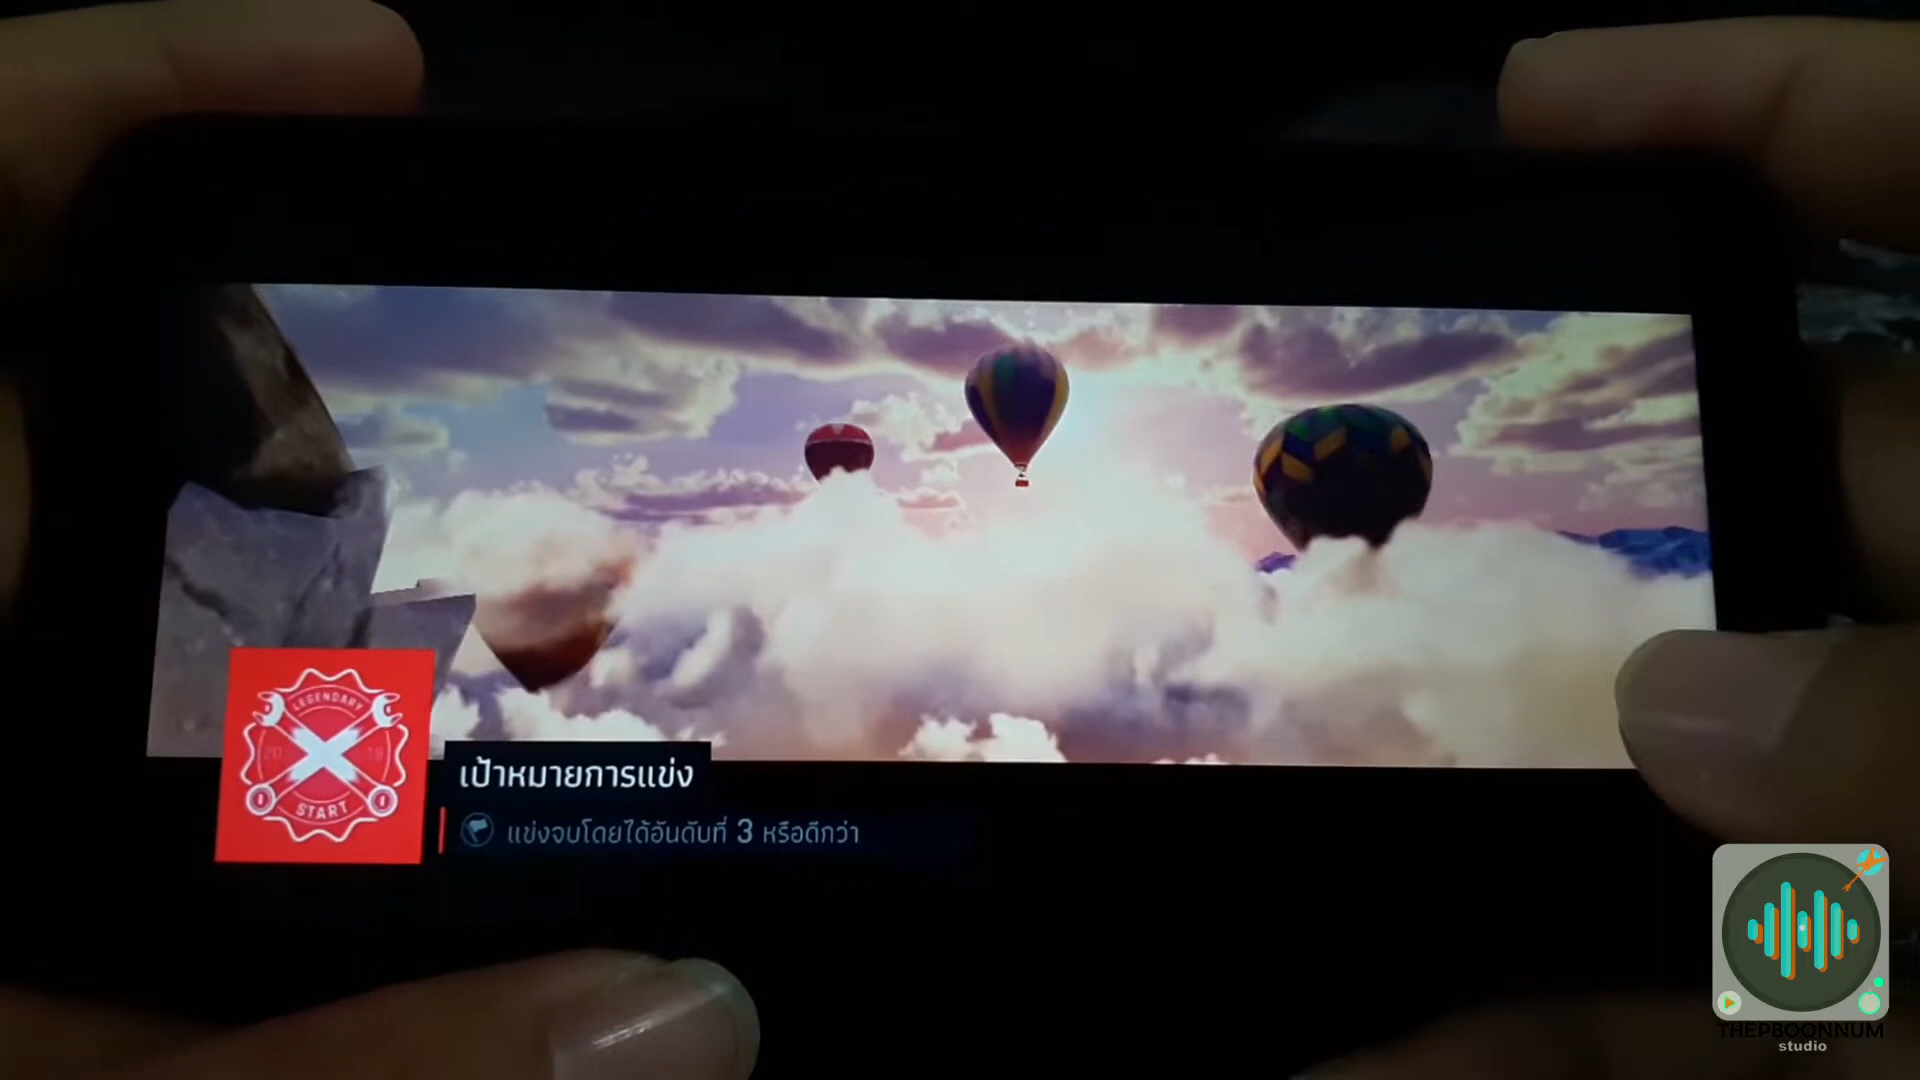 LEGENDARY
20 18
START
เป้าหมายการแข่ง
แข่งจบโดยได้อันดับที่ 3 หรือดีกว่า
THEPBOONNUM
studio